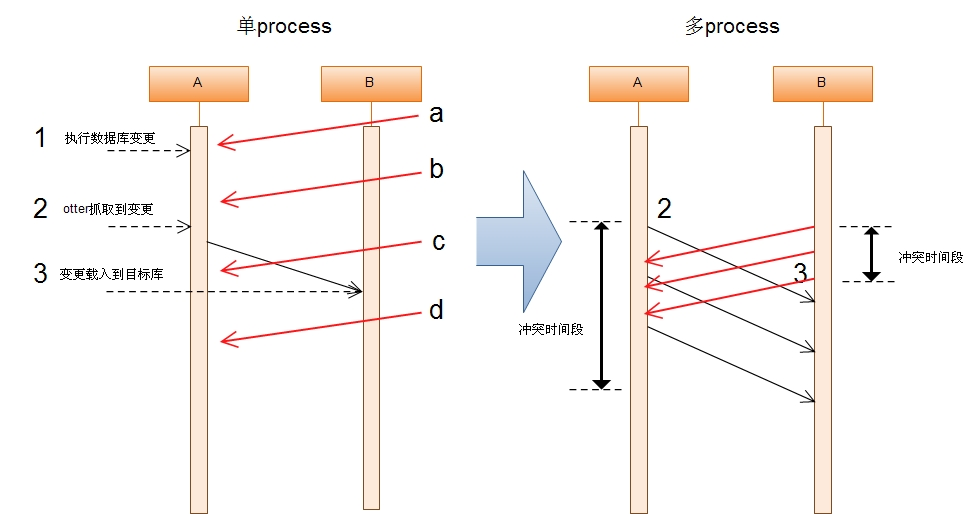 单process
多process
A
B
A
B
a
1 执行数据库变更
b
2 otter抓取到变更
c
3 变更载入到目标库
d
2
3
冲突时间段
冲突时间段